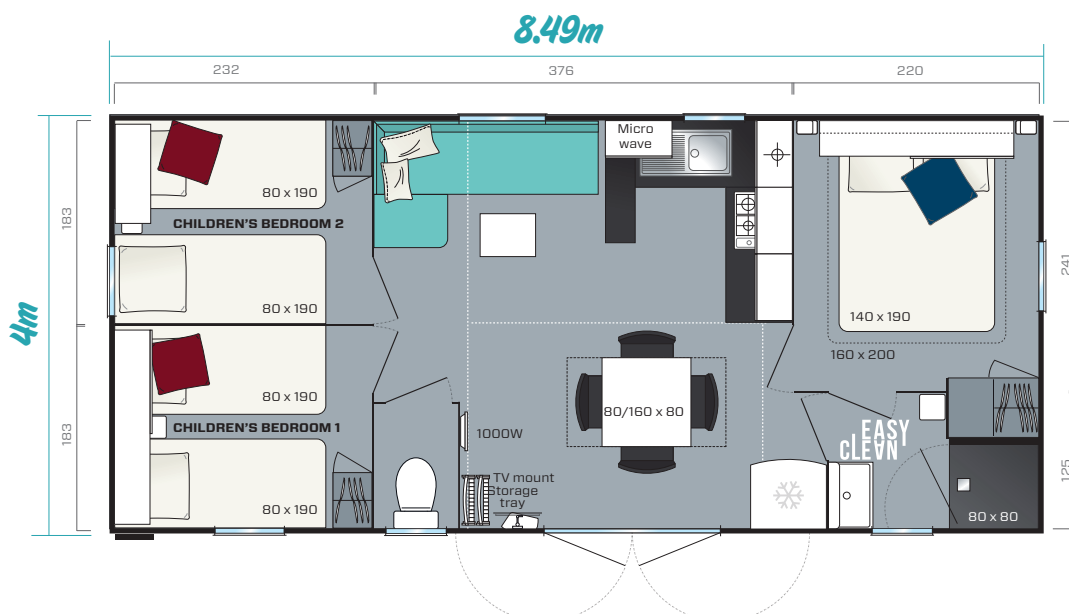 8.49m
232
376
220
4m
183
183
241
125
Micro
wave
80 x 190
CHILDREN'S BEDROOM 2
80 x 190
140 x 190
160 x 200
80 x 190
CHILDREN'S BEDROOM 1
80 x 190
80/160 x 80
1000W
TV mount
Storage
tray
EASY
cLEAN
80 x 80